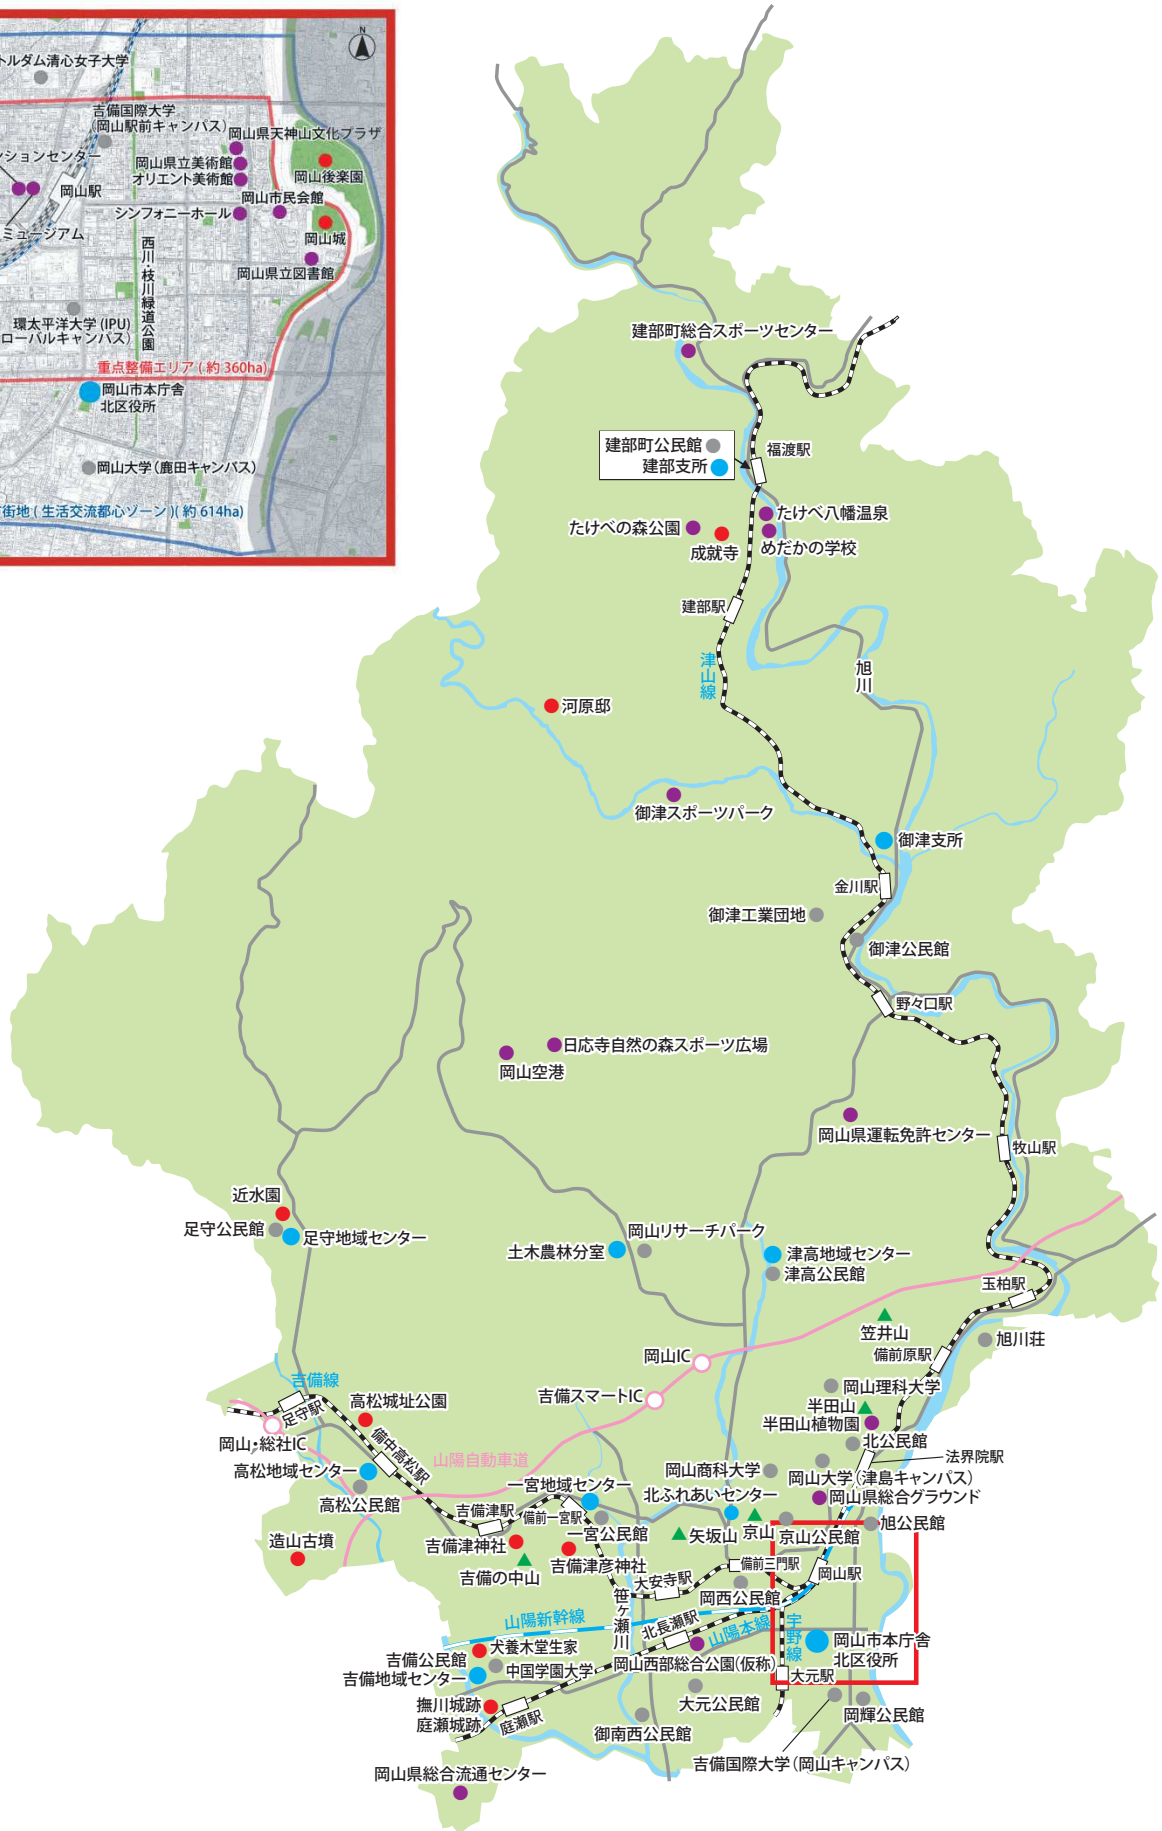 N
トルダム清心女子大学
吉備国際大学
(岡山駅前キャンパス)
岡山県天神山文化プラザ
ンションセンター
岡山県立美術館
オリエント美術館
岡山後楽園
岡山駅
岡山市民会館
シンフォニーホール
ミュージアム
岡山城
西川・枝川緑道公園
岡山県立図書館
環太平洋大学 (IPU)
ローバルキャンパス)
重点整備エリア ( 約 360ha)
岡山市本庁舎
北区役所
岡山大学 (鹿田キャンパス)
街地 ( 生活交流都心ゾーン )( 約 614ha)
建部町総合スポーツセンター
建部町公民館
建部支所
福渡駅
たけべ八幡温泉
たけべの森公園
成就寺
めだかの学校
建部駅
津山線
旭川
河原邸
御津スポーツパーク
御津支所
金川駅
御津工業団地
御津公民館
野々口駅
日応寺自然の森スポーツ広場
岡山空港
岡山県運転免許センター
牧山駅
近水園
足守公民館
足守地域センター
岡山リサーチパーク
土木農林分室
津高地域センター
津高公民館
玉柏駅
笠井山
旭川荘
備前原駅
岡山IC
吉備スマートIC
岡山理科大学
半田山
半田山植物園
吉備線
足守駅
高松城址公園
岡山・総社IC
備中高松駅
山陽自動車道
北公民館
法界院駅
高松地域センター
高松公民館
岡山商科大学
岡山大学 (津島キャンパス)
一宮地域センター
北ふれあいセンター
岡山県総合グラウンド
吉備津駅
備前一宮駅
一宮公民館
矢坂山
京山
京山公民館
旭公民館
造山古墳
吉備津神社
吉備の中山
吉備津彦神社
備前三門駅
岡山駅
大安寺駅
岡西公民館
笹ヶ瀬川
山陽新幹線
北長瀬駅
山陽本線
宇野線
岡山市本庁舎
北区役所
犬養木堂生家
吉備公民館
中国学園大学
吉備地域センター
岡山西部総合公園(仮称)
大元駅
大元公民館
撫川城跡
庭瀬城跡
庭瀬駅
岡輝公民館
御南西公民館
吉備国際大学 (岡山キャンパス)
岡山県総合流通センター